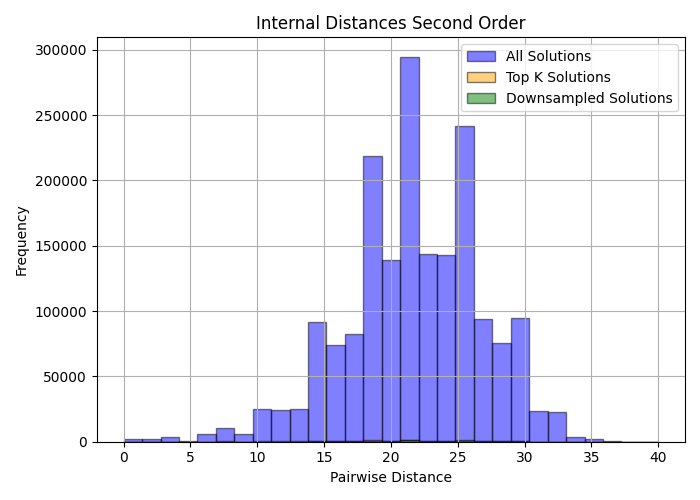 Internal Distances Second Order
All Solutions
Top K Solutions
Downsampled Solutions
300000
250000
200000
150000
100000
50000
0
Frequency
0 5 10 15 20 25 30 35 40
Pairwise Distance